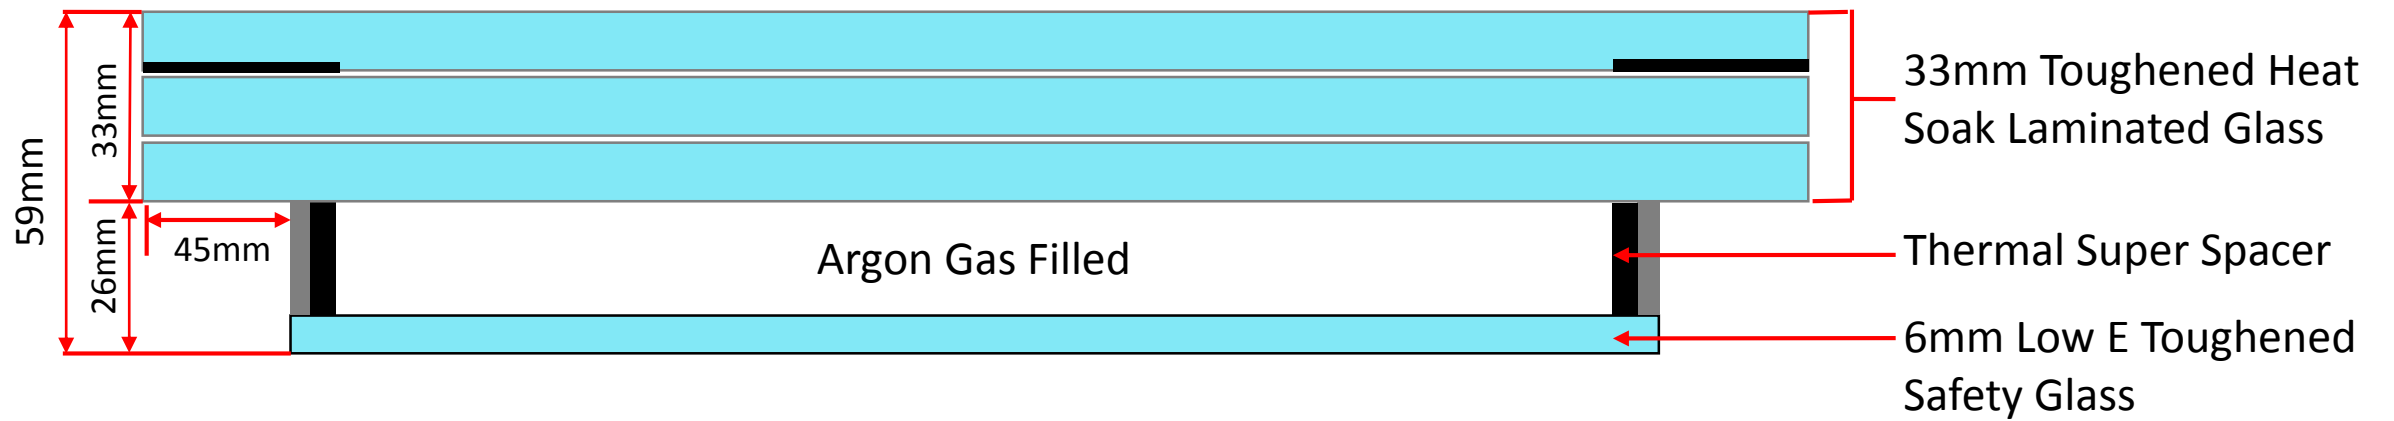 59mm
33mm
26mm
45mm
Argon Gas Filled
33mm Toughened Heat
Soak Laminated Glass
Thermal Super Spacer
6mm Low E Toughened
Safety Glass